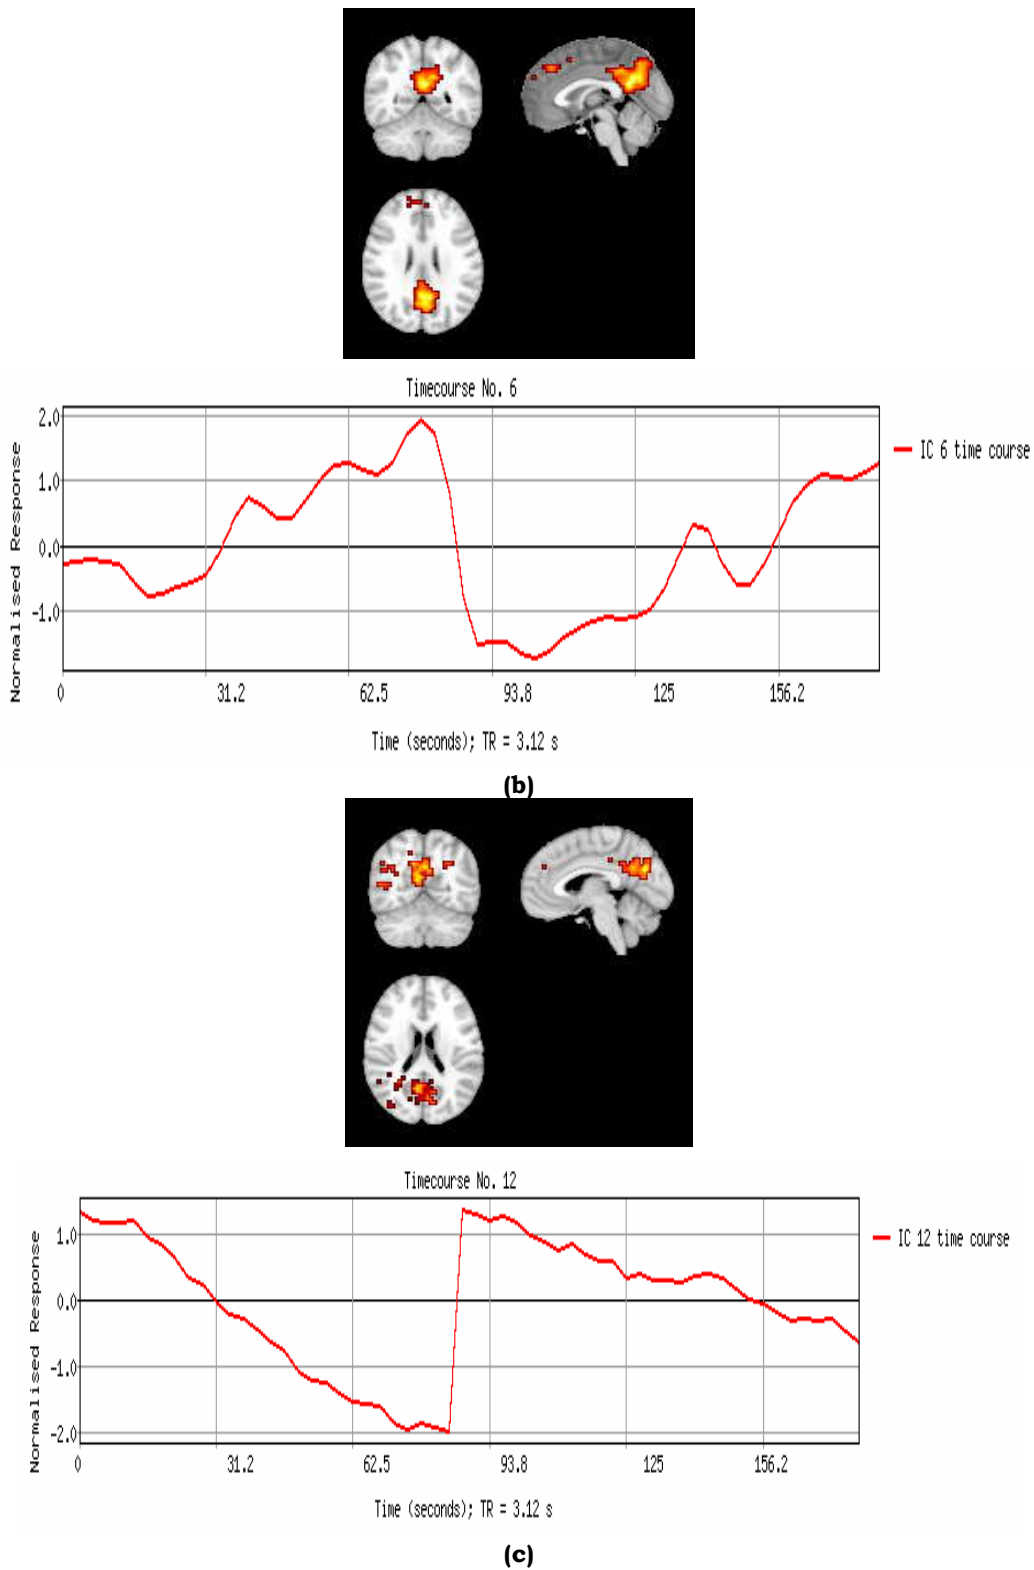 Timecourse No. 6
2.0
1.0
0.0
-1.0
Normalised Response
IC 6 time course
0 31.2 62.5 93.8 125 156.2
Time (seconds); TR = 3.12 s
(b)
Timecourse No. 12
1.0
0.0
-1.0
-2.0
Normalised Response
IC 12 time course
0 31.2 62.5 93.8 125 156.2
Time (seconds); TR = 3.12 s
(c)